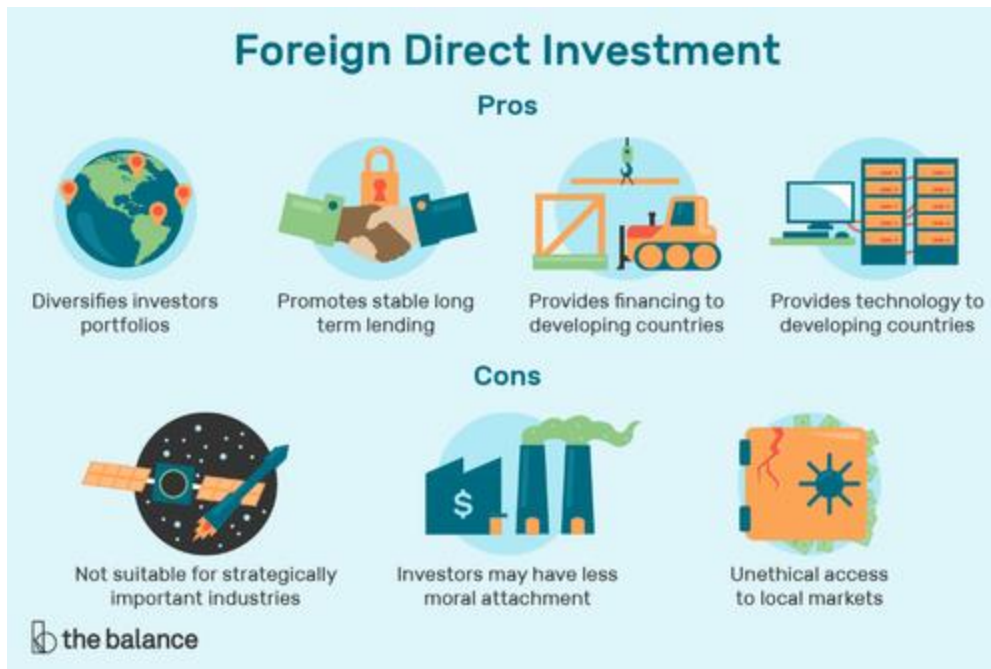 Foreign Direct Investment
Pros
Diversifies investors
portfolios
Promotes stable long
term lending
Provides financing to
developing countries
Provides technology to
developing countries
Cons
$
Not suitable for strategically
important industries
Investors may have less
moral attachment
Unethical access
to local markets
the balance